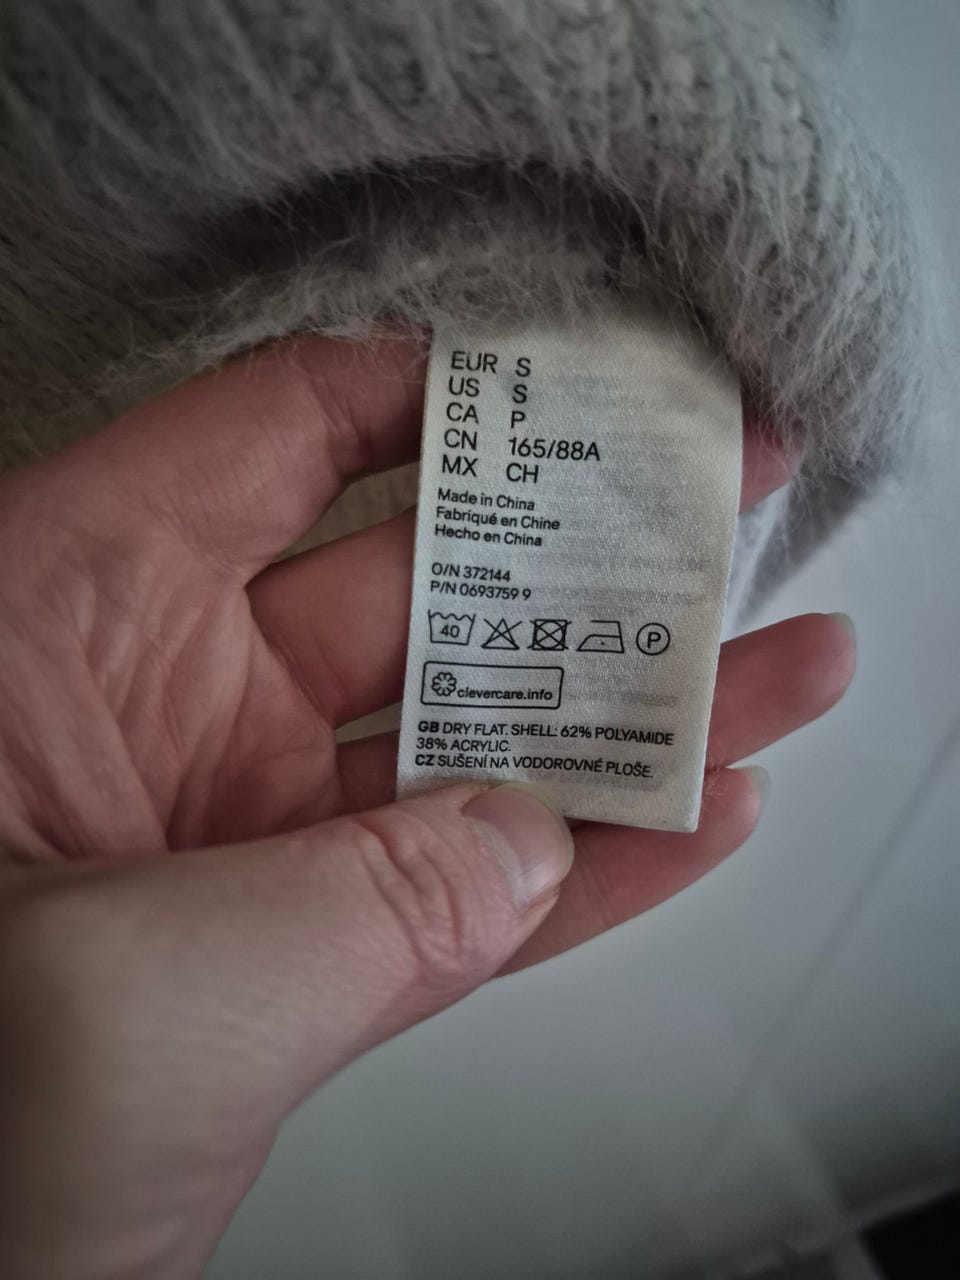 EUR S
US S
CA P
CN 165/88A
MX CH
Made in China
Fabriqué en Chine
Hecho en China
O/N 372144
P/N 0693759 9
40 P
clevercare.info
GB DRY FLAT. SHELL: 62% POLYAMIDE
38% ACRYLIC.
CZ SUŠENÍ NA VODOROVNÉ PLOŠE.